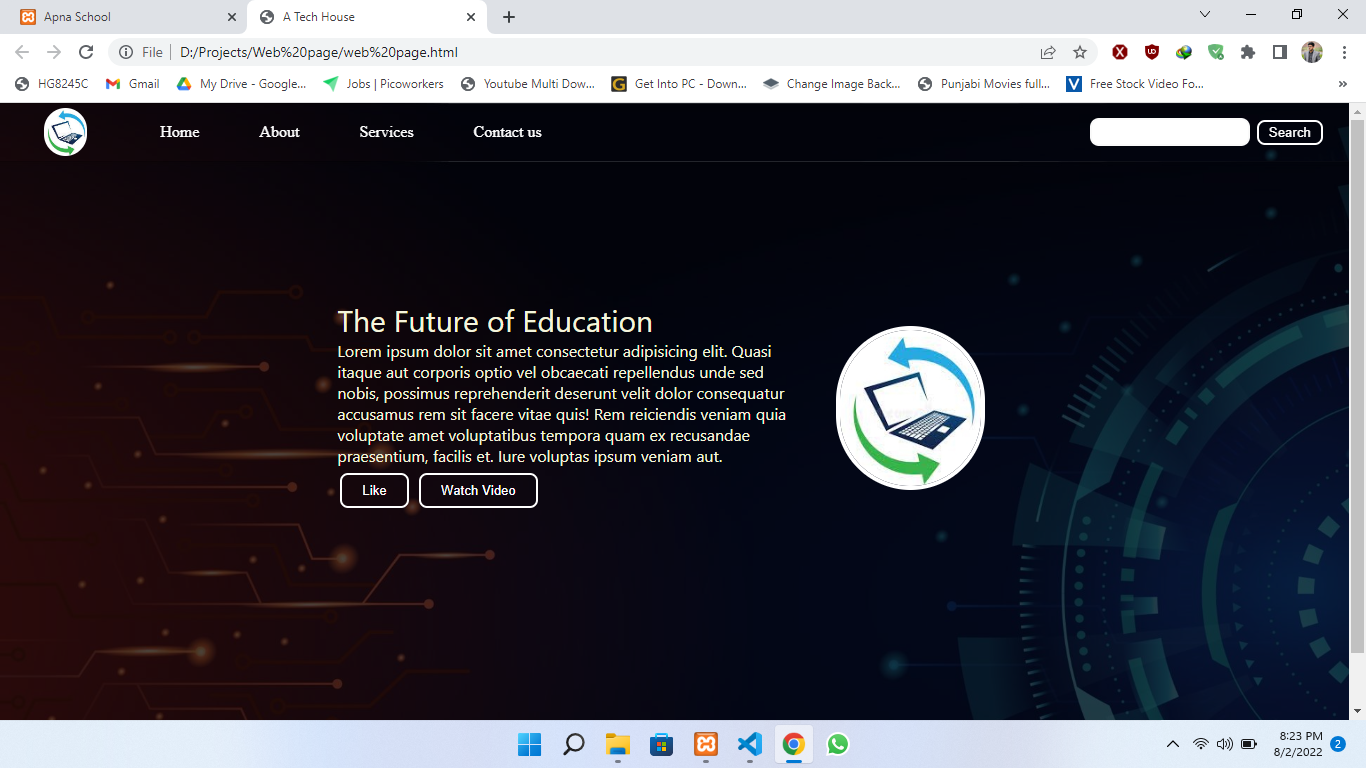 Apna School
A Tech House
File
D:/Projects/Web%20page/web%20page.html
HG8245C
Gmail
My Drive - Google...
Jobs | Picoworkers
Youtube Multi Dow...
Get Into PC - Down...
Change Image Back...
Punjabi Movies full...
Free Stock Video Fo...
»
Home
About
Services
Contact us
Search
The Future of Education
Lorem ipsum dolor sit amet consectetur adipisicing elit. Quasi
itaque aut corporis optio vel obcaecati repellendus unde sed
nobis, possimus reprehenderit deserunt velit dolor consequatur
accusamus rem sit facere vitae quis! Rem reiciendis veniam quia
voluptate amet voluptatibus tempora quam ex recusandae
praesentium, facilis et. Iure voluptas ipsum veniam aut.
Like
Watch Video
8:23 PM
8/2/2022
2